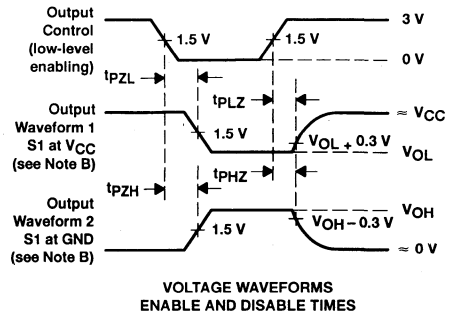 Output
Control
(low-level
enabling)
1.5 V
1.5 V
3 V
0 V
tPZL
tPLZ
Output
Waveform 1
S1 at VCC
(see Note B)
1.5 V
VOL + 0.3 V
≈ VCC
VOL
tPZH
tPHZ
Output
Waveform 2
S1 at GND
(see Note B)
1.5 V
VOH − 0.3 V
VOH
≈ 0 V
VOLTAGE WAVEFORMS
ENABLE AND DISABLE TIMES